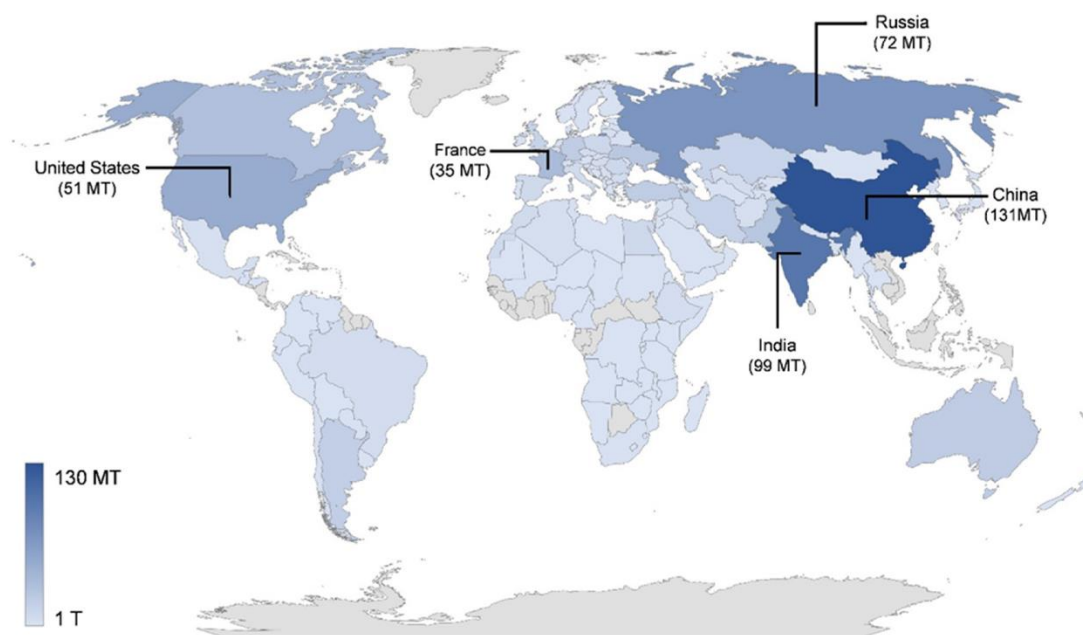 Russia
(72 MT)
United States
(51 MT)
France
(35 MT)
China
(131MT)
India
(99 MT)
130 MT
1 T